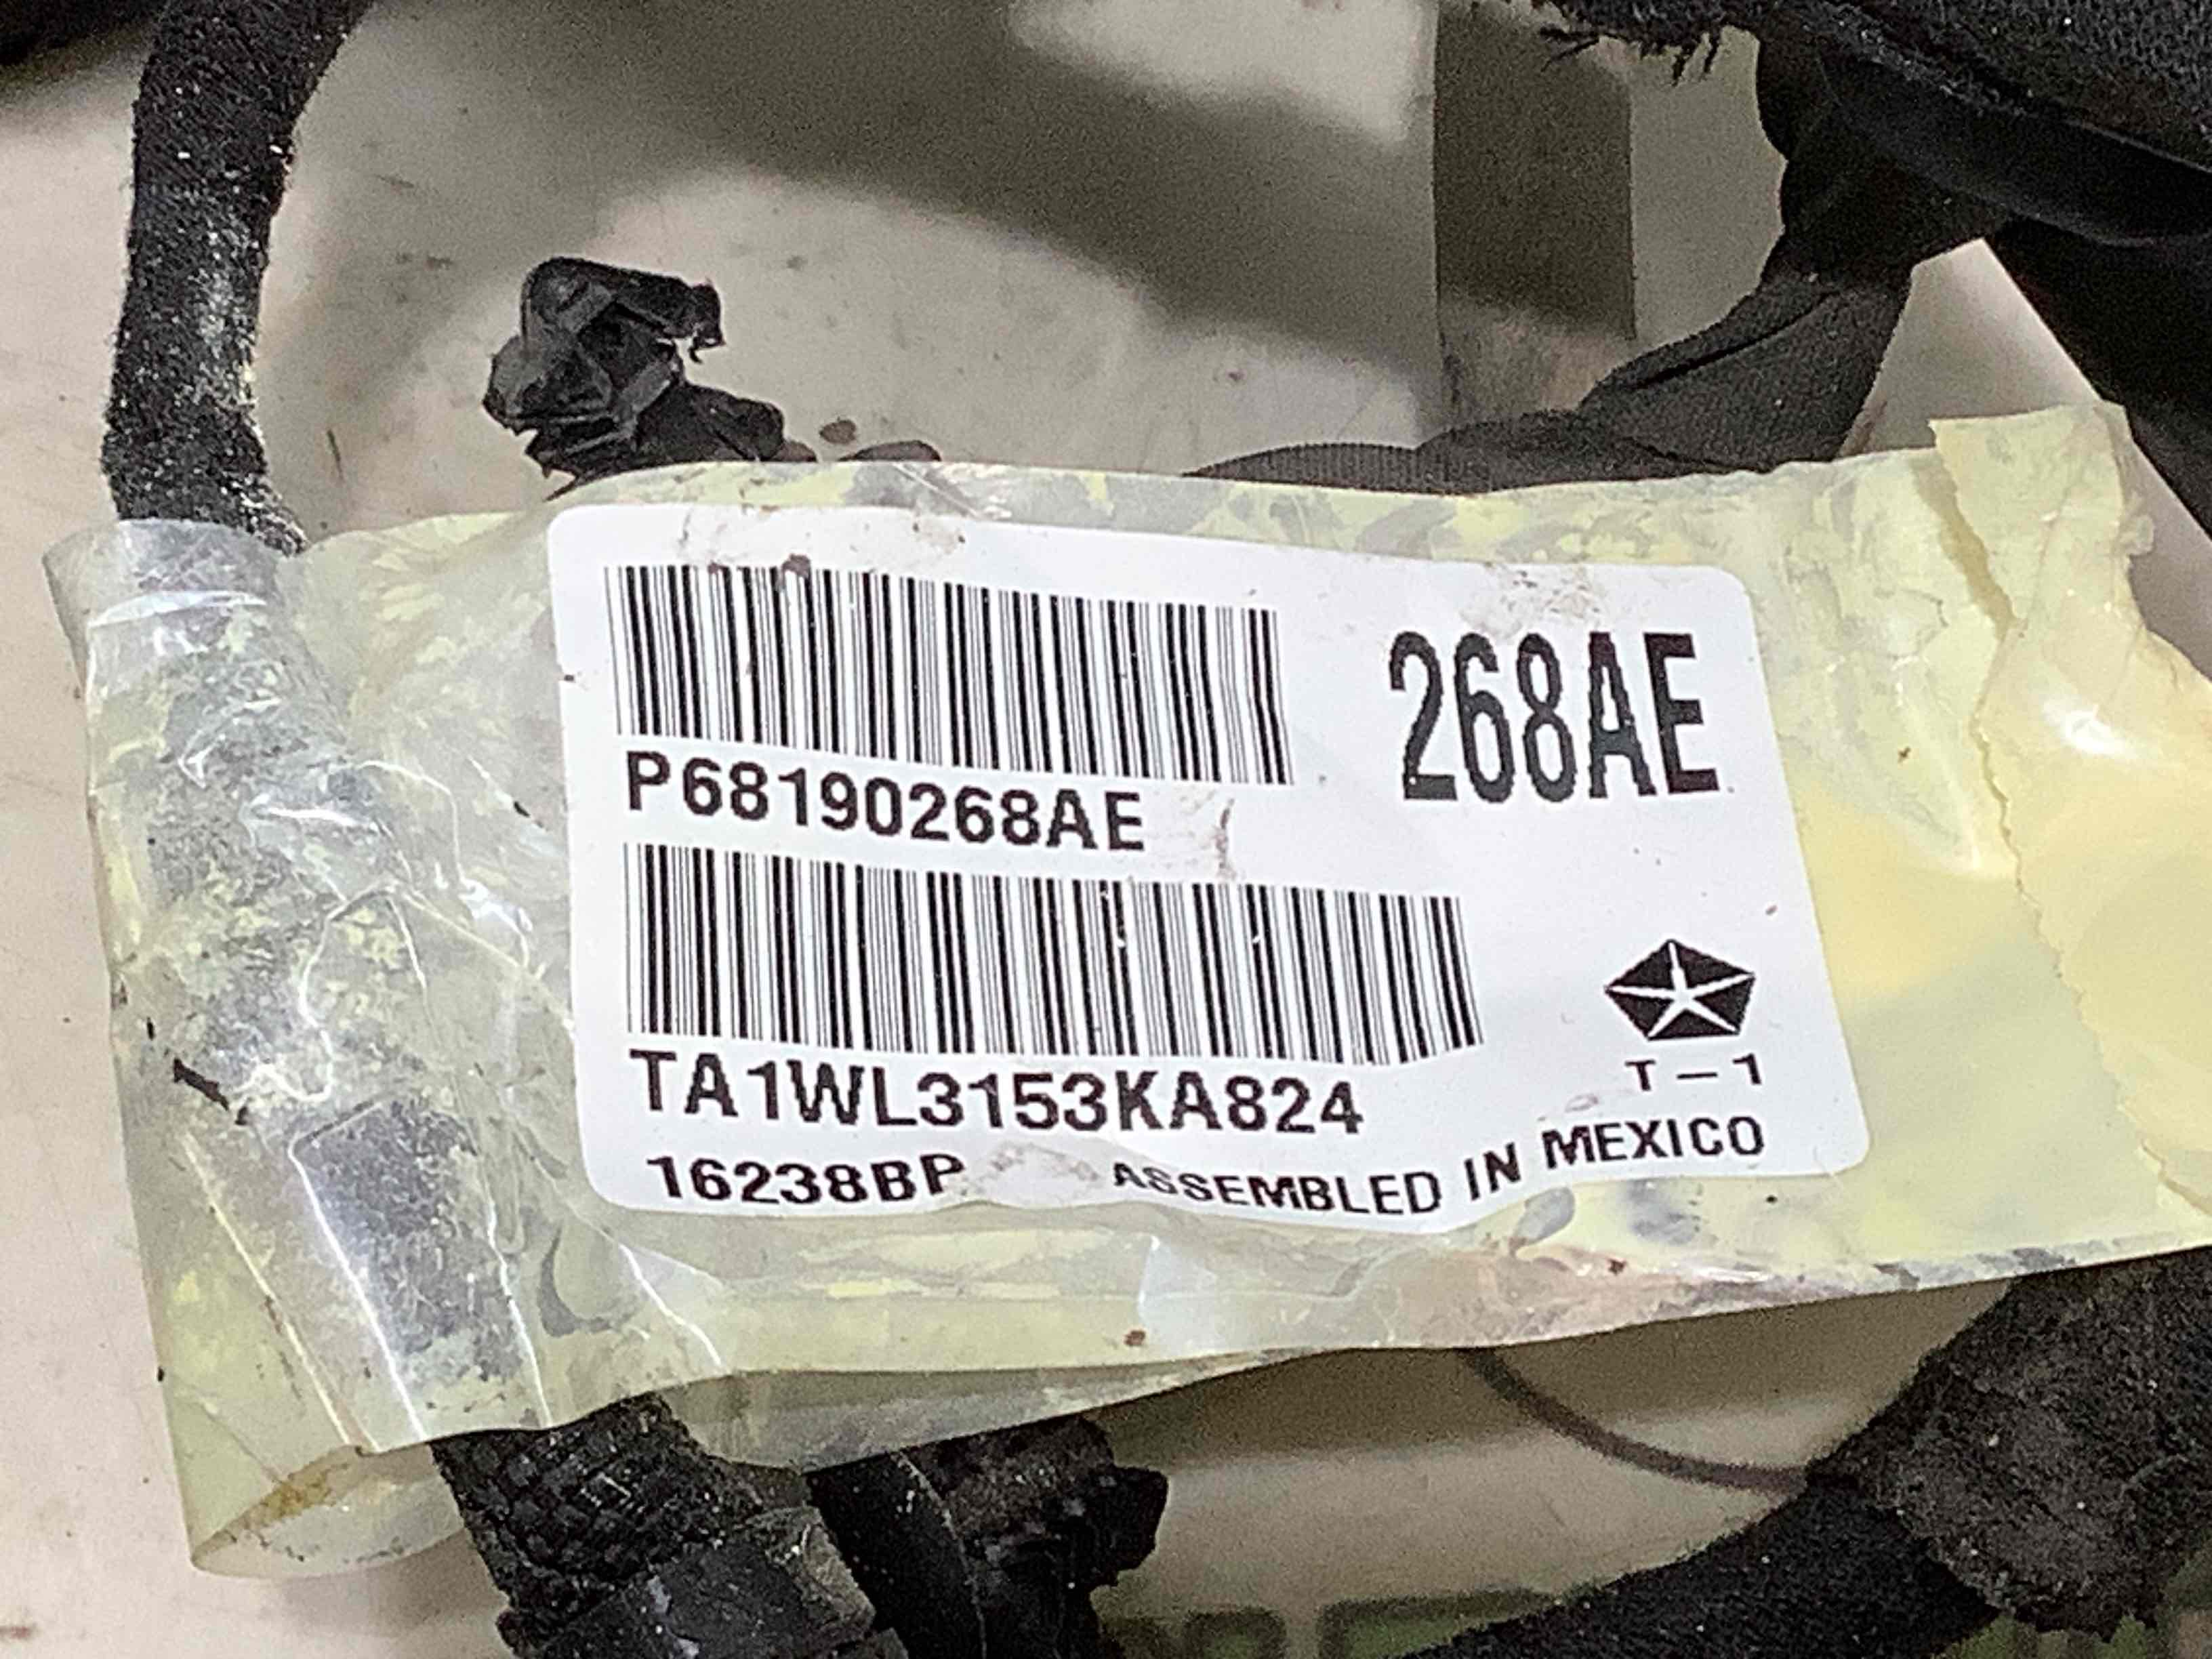 268AE
P68190268AE
TA1WL3153KA824
T-1
16238BP ASSEMBLED IN MEXICO